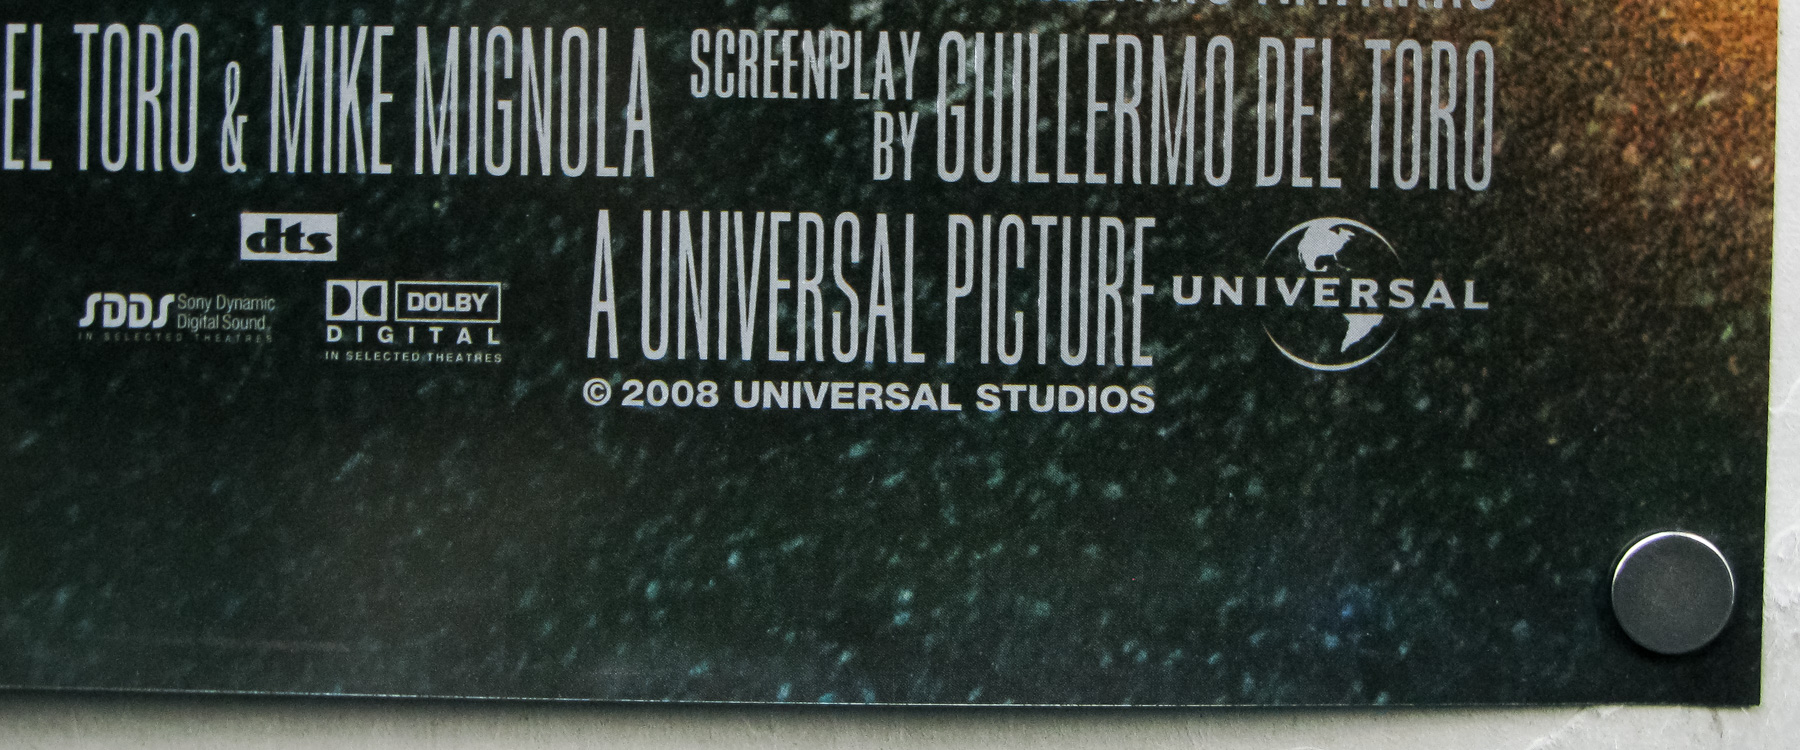 EL TORO & MIKE MIGNOLA SCREENPLAY BY GUILLERMO DEL TORO
dts
SDDS Sony Dynamic Digital Sound
IN SELECTED THEATRES
DOLBY
DIGITAL
IN SELECTED THEATRES
A UNIVERSAL PICTURE
UNIVERSAL
© 2008 UNIVERSAL STUDIOS